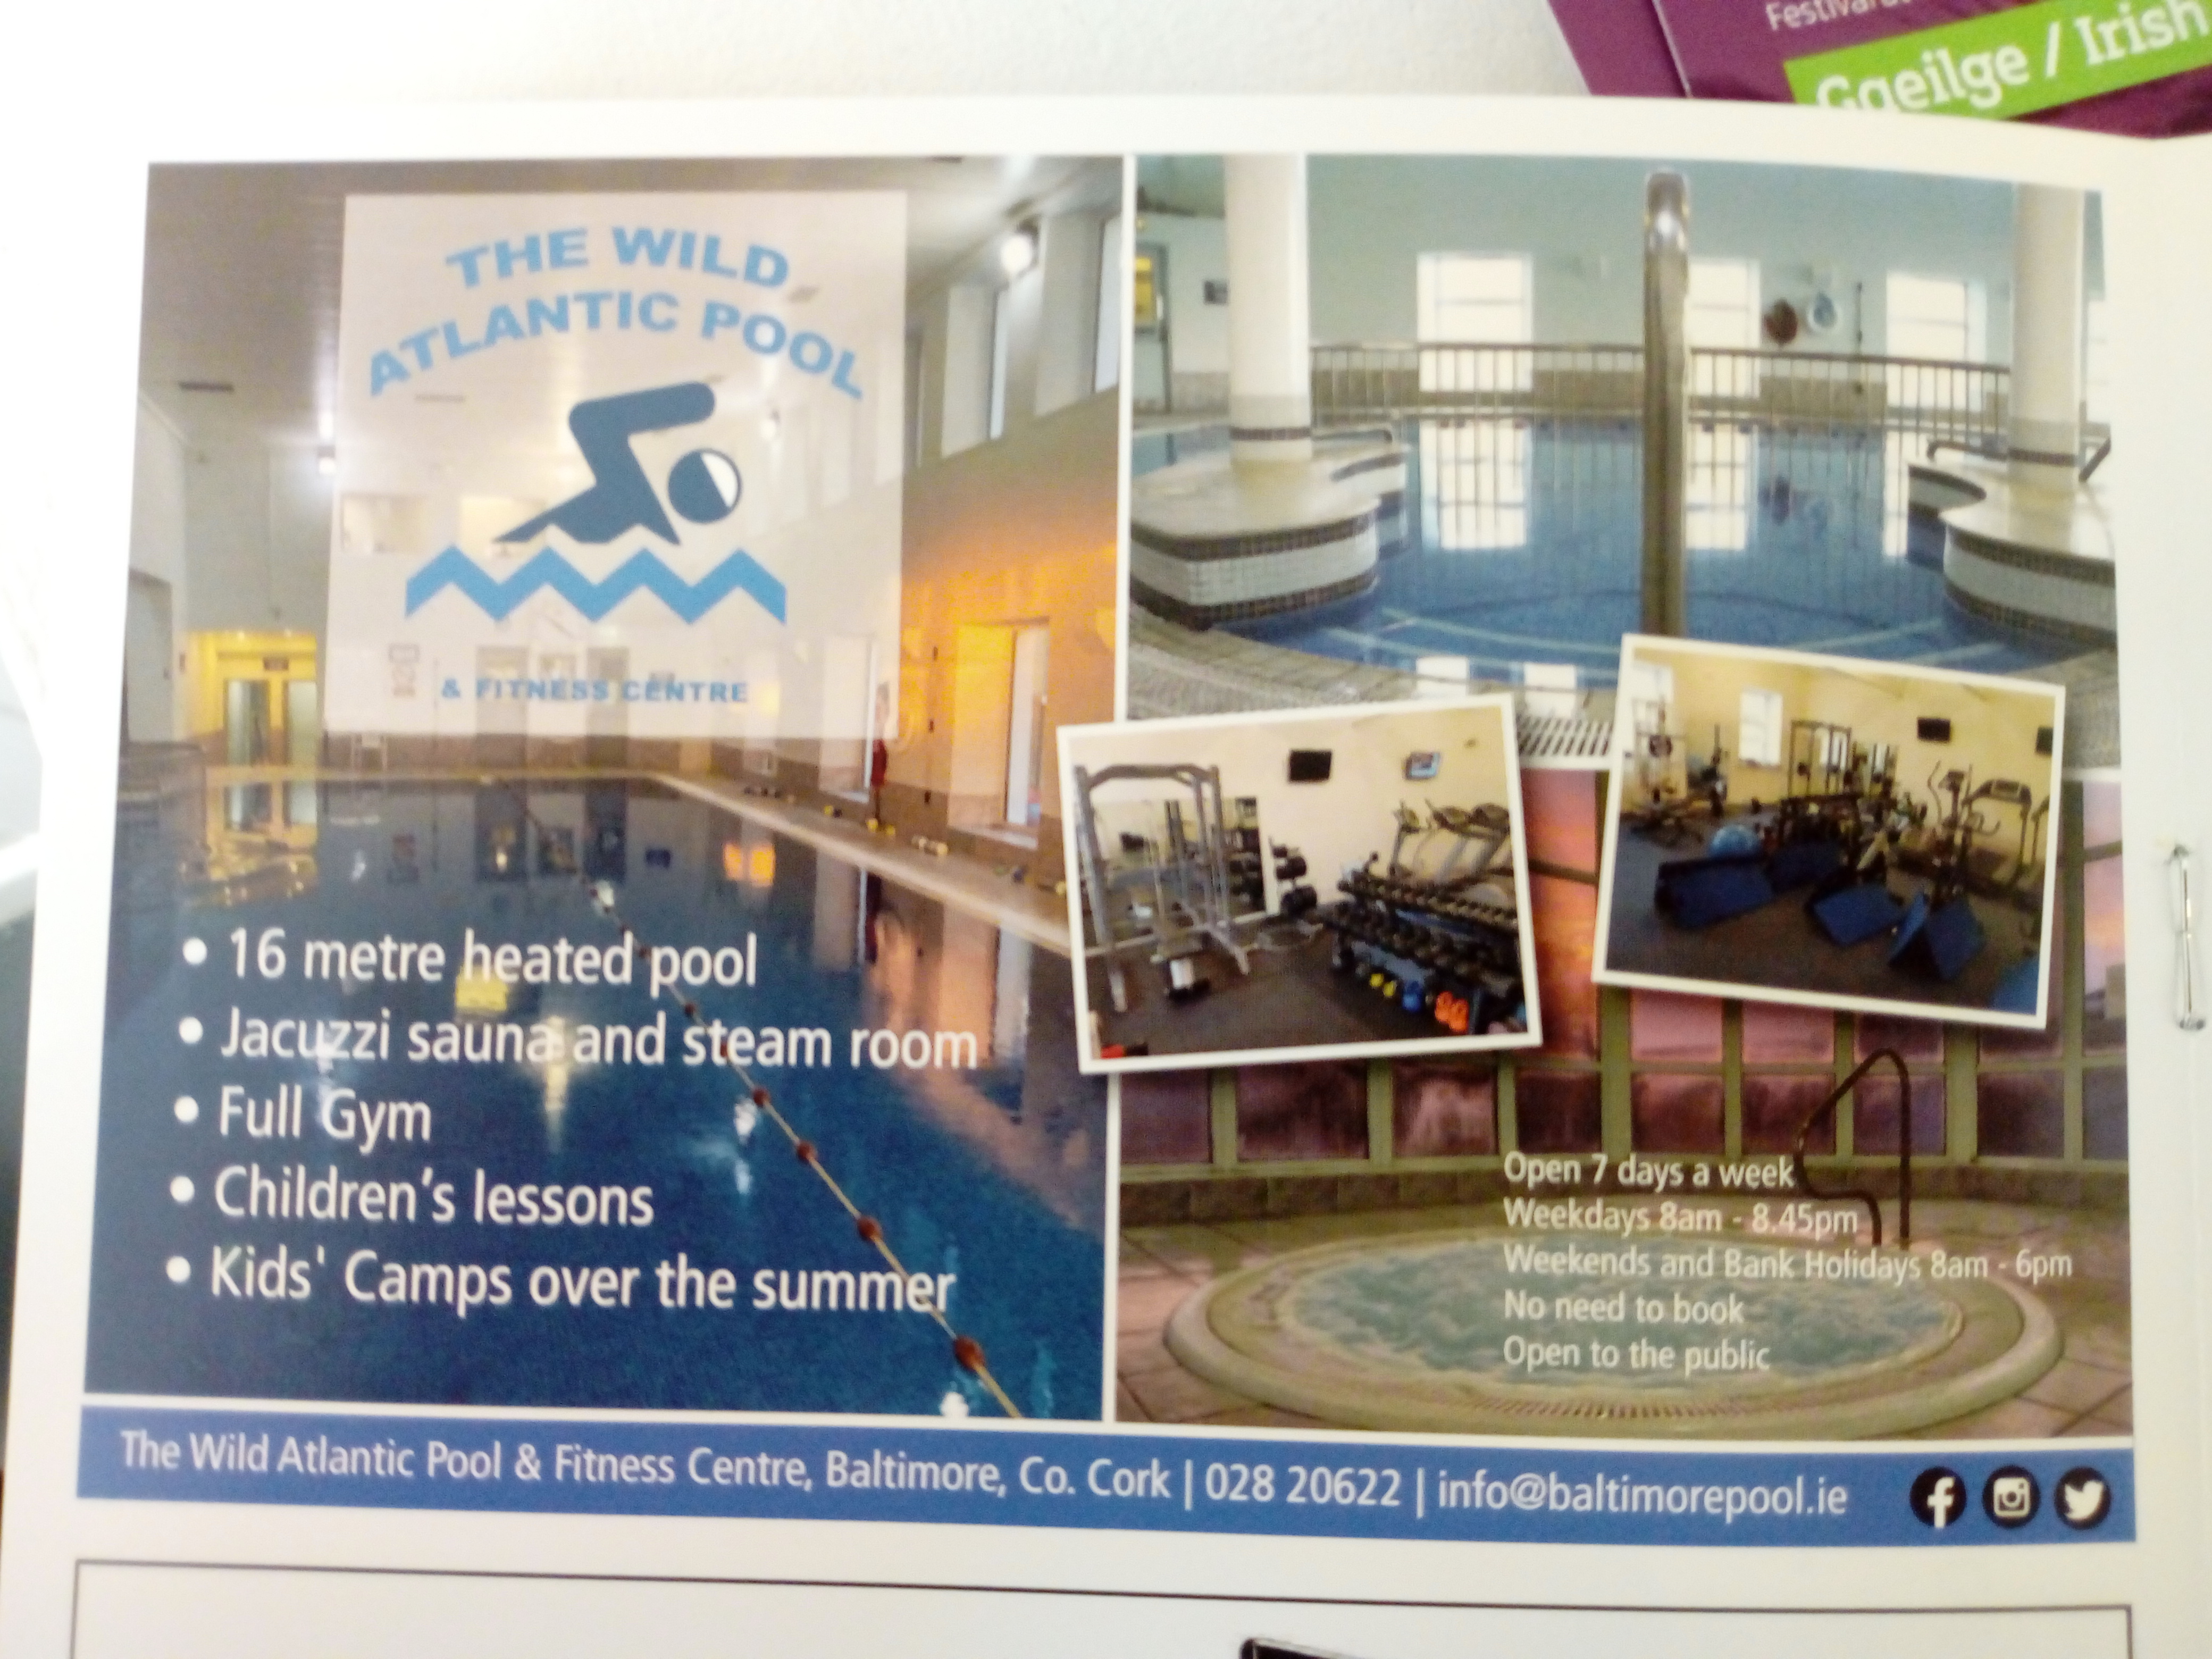 Gaeilge / Irish
THE WILD
ATLANTIC POOL
& FITNESS CENTRE
• 16 metre heated pool
• Jacuzzi sauna and steam room
• Full Gym
• Children's lessons
• Kids' Camps over the summer
Open 7 days a week
Weekdays 8am - 8.45pm
Weekends and Bank Holidays 8am - 6pm
No need to book
Open to the public
The Wild Atlantic Pool & Fitness Centre, Baltimore, Co. Cork | 028 20622 | info@baltimorepool.ie